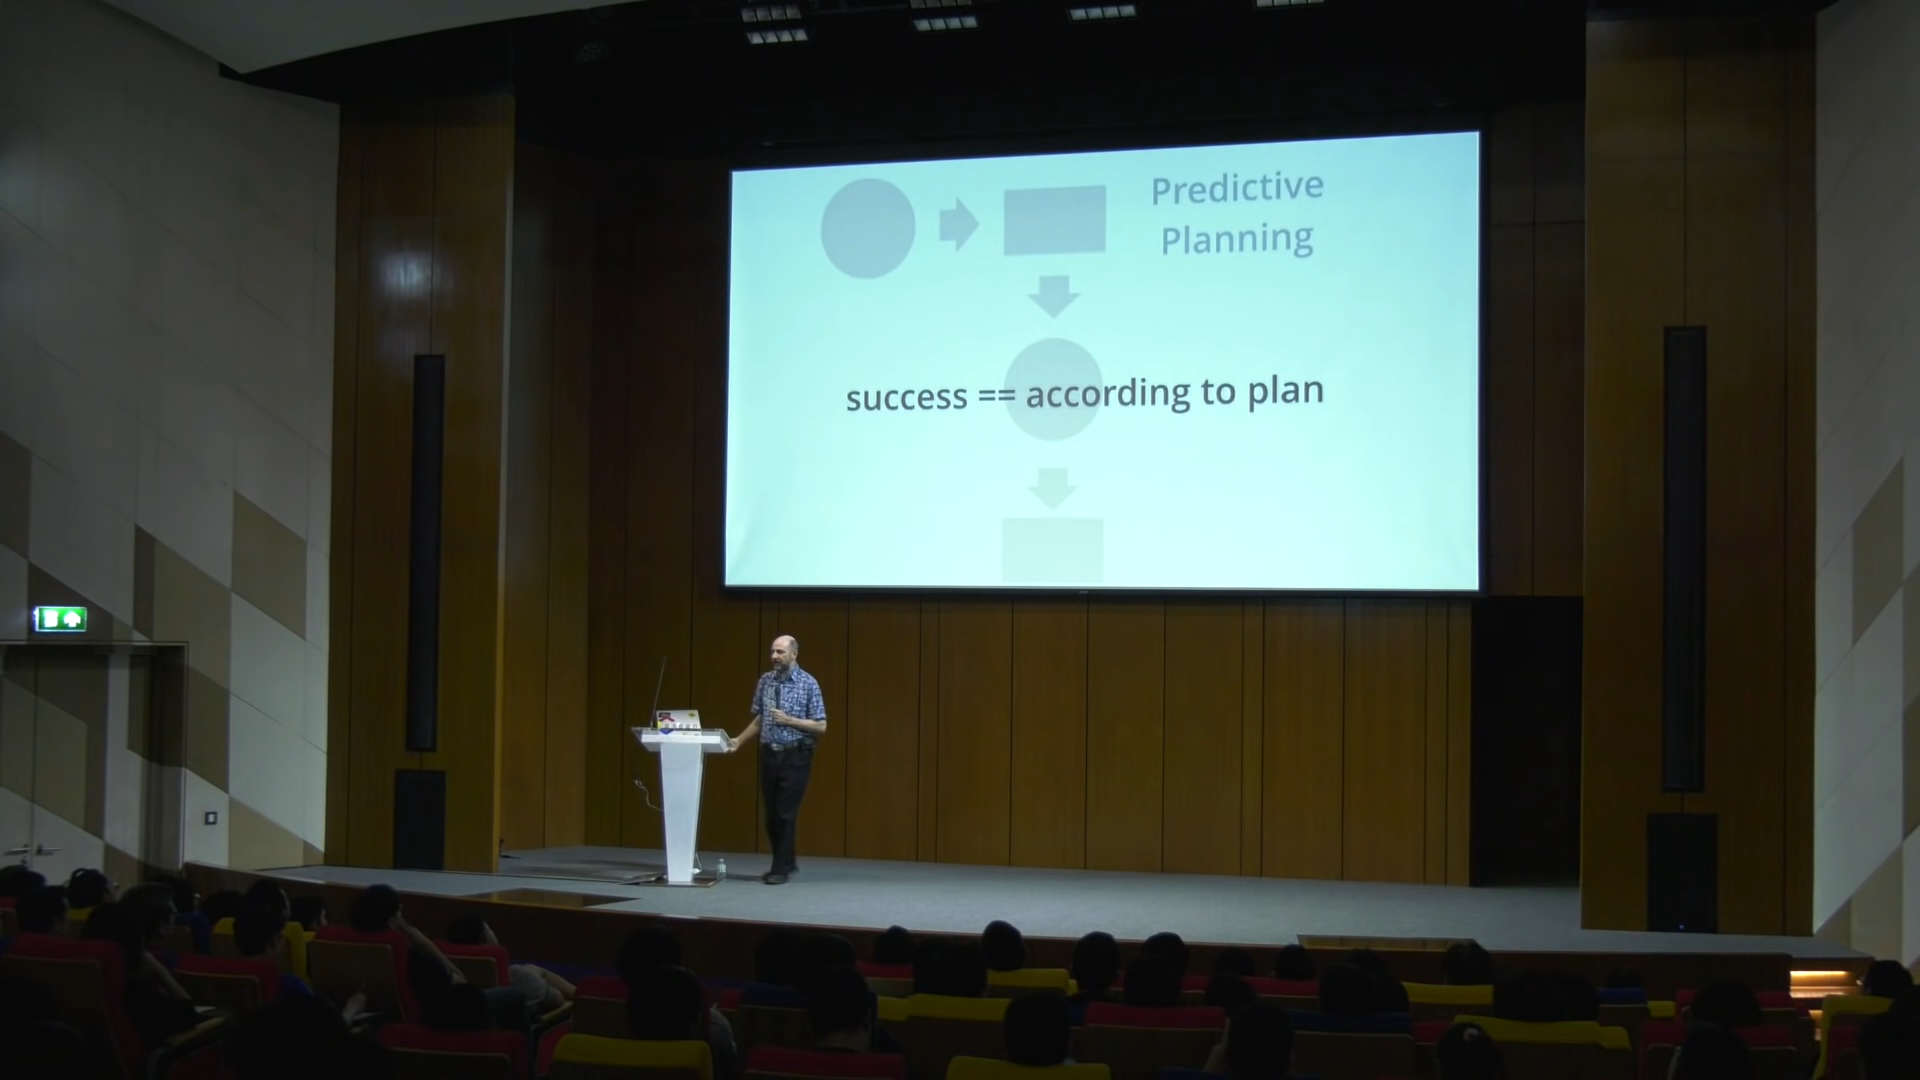 Predictive
Planning
success == according to plan